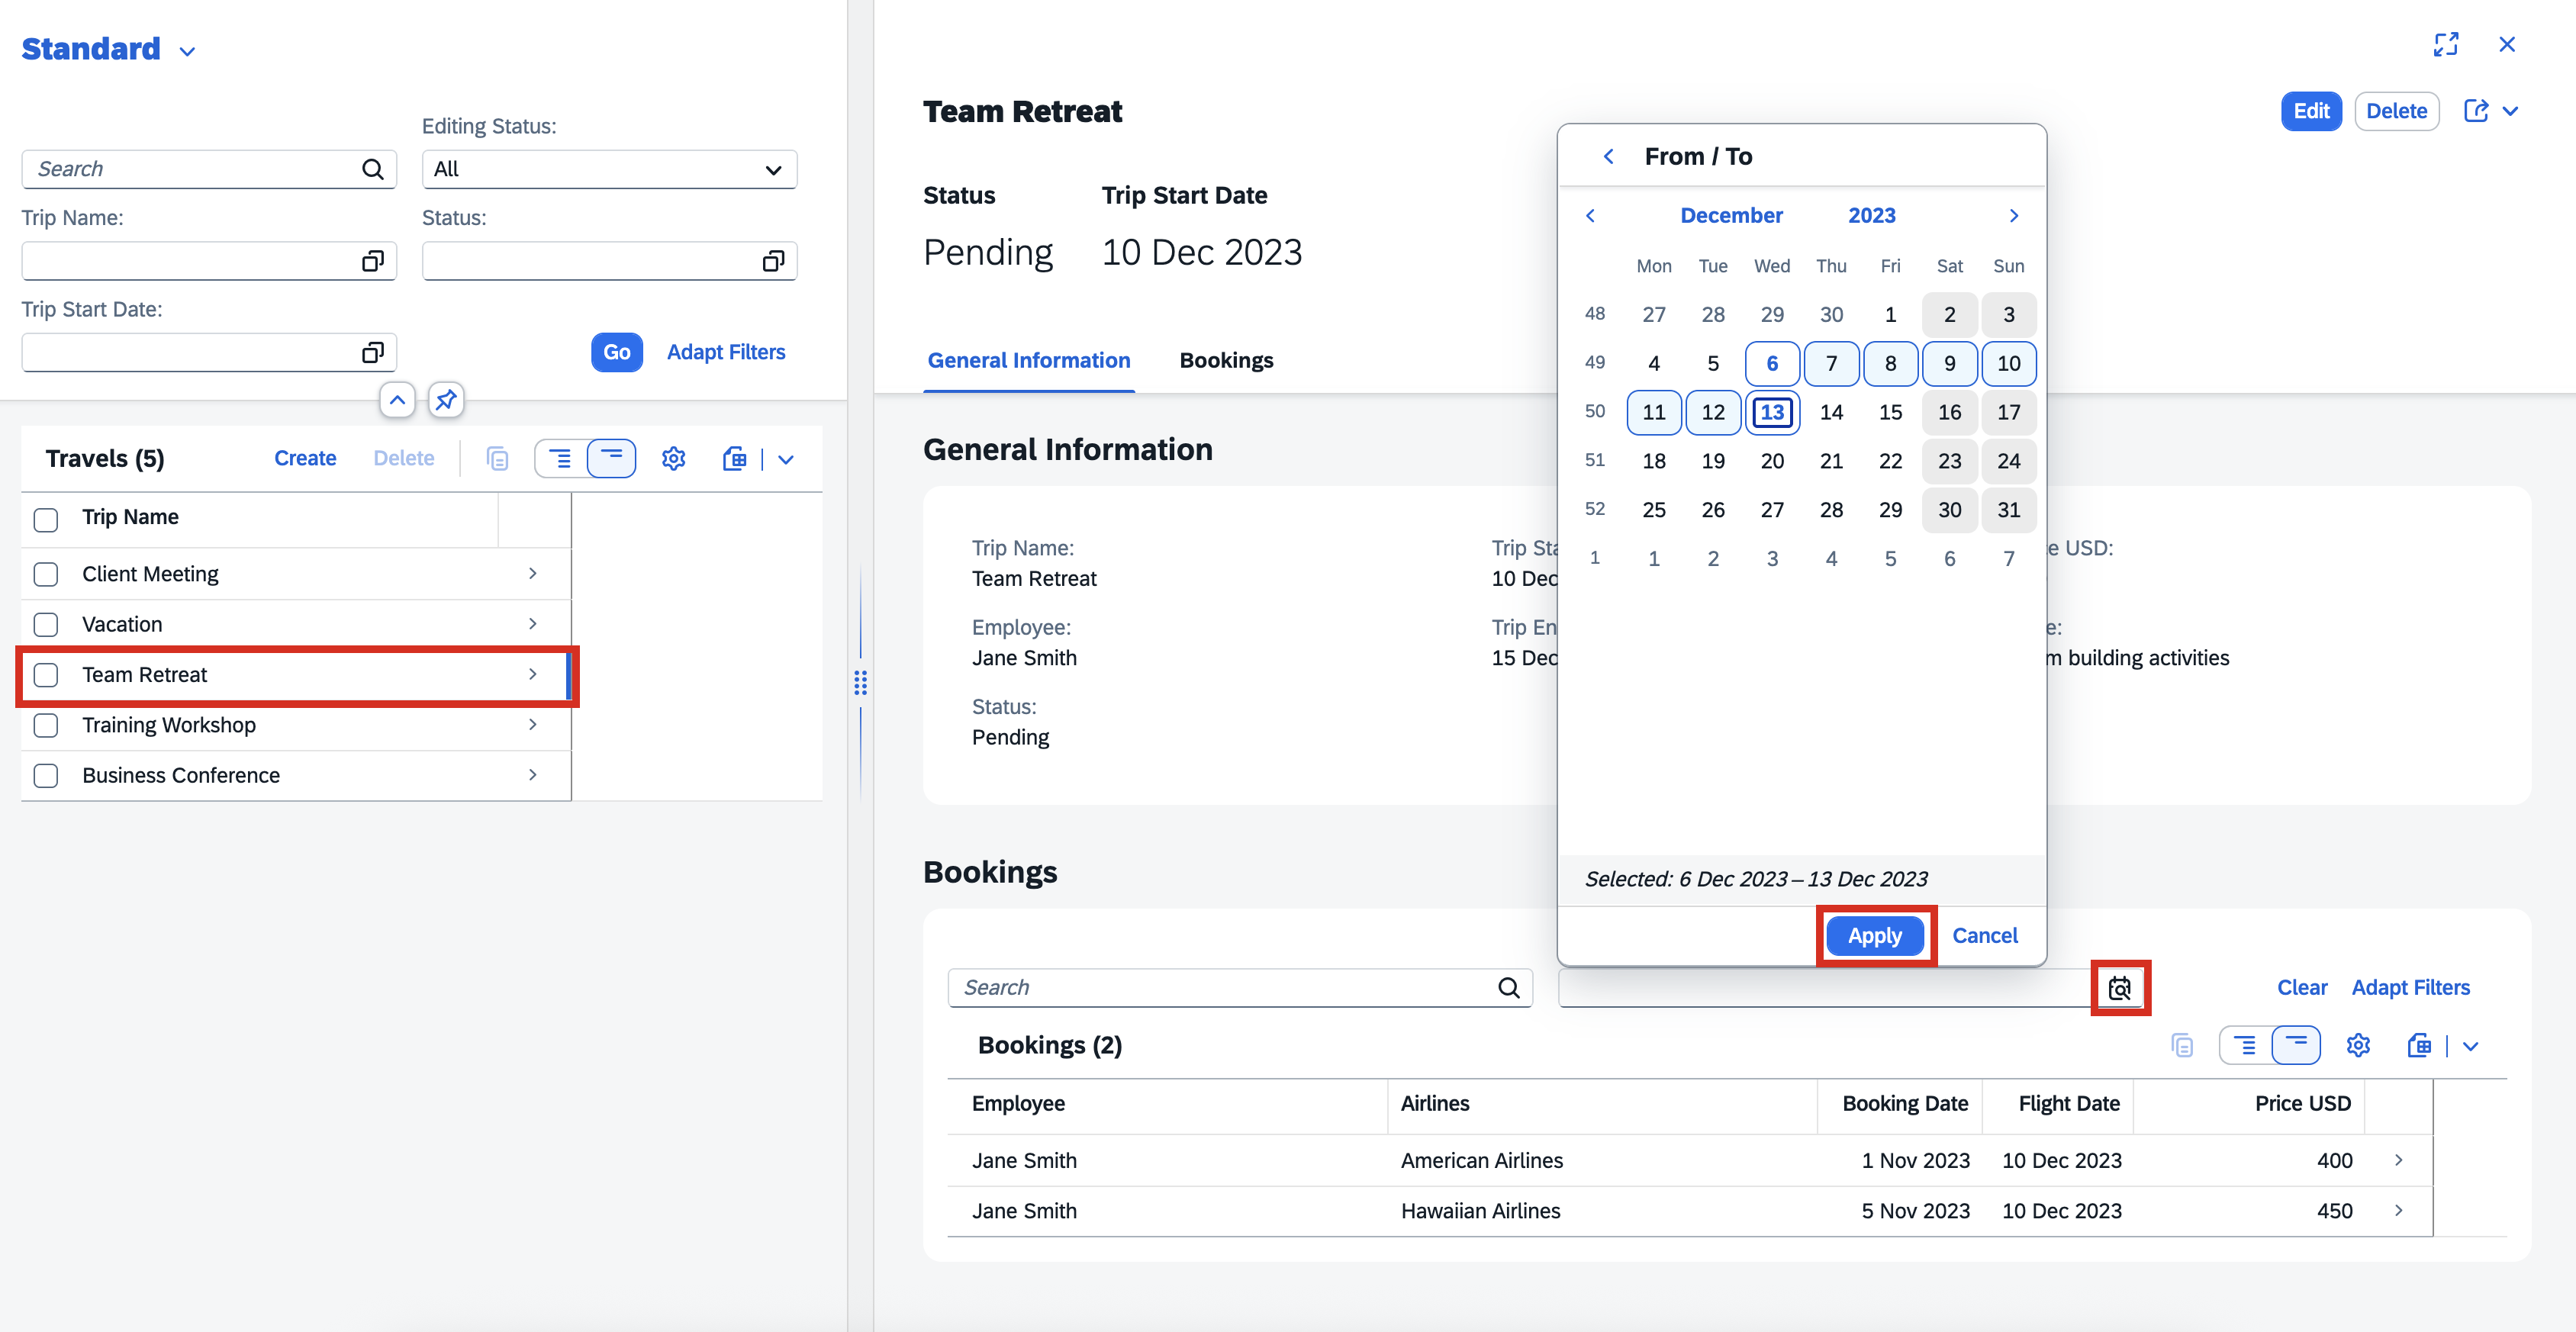 Standard
Editing Status:
Search
All
Trip Name:
Status:
Trip Start Date:
Go
Adapt Filters
Travels (5)
Create
Delete
Trip Name
Client Meeting
Vacation
Team Retreat
Training Workshop
Business Conference
Team Retreat
Edit
Delete
Status
Trip Start Date
Pending
10 Dec 2023
General Information
Bookings
General Information
Trip Name:
Team Retreat
Employee:
Jane Smith
Status:
Pending
Trip Sta
10 Dec
Trip En
15 Dec
e USD:
e:
m building activities
From / To
December 2023
Mon Tue Wed Thu Fri Sat Sun
48 27 28 29 30 1 2 3
49 4 5 6 7 8 9 10
50 11 12 13 14 15 16 17
51 18 19 20 21 22 23 24
52 25 26 27 28 29 30 31
1 1 2 3 4 5 6 7
Selected: 6 Dec 2023 – 13 Dec 2023
Apply
Cancel
Bookings
Search
Clear
Adapt Filters
Bookings (2)
Employee Airlines Booking Date Flight Date Price USD
Jane Smith American Airlines 1 Nov 2023 10 Dec 2023 400
Jane Smith Hawaiian Airlines 5 Nov 2023 10 Dec 2023 450